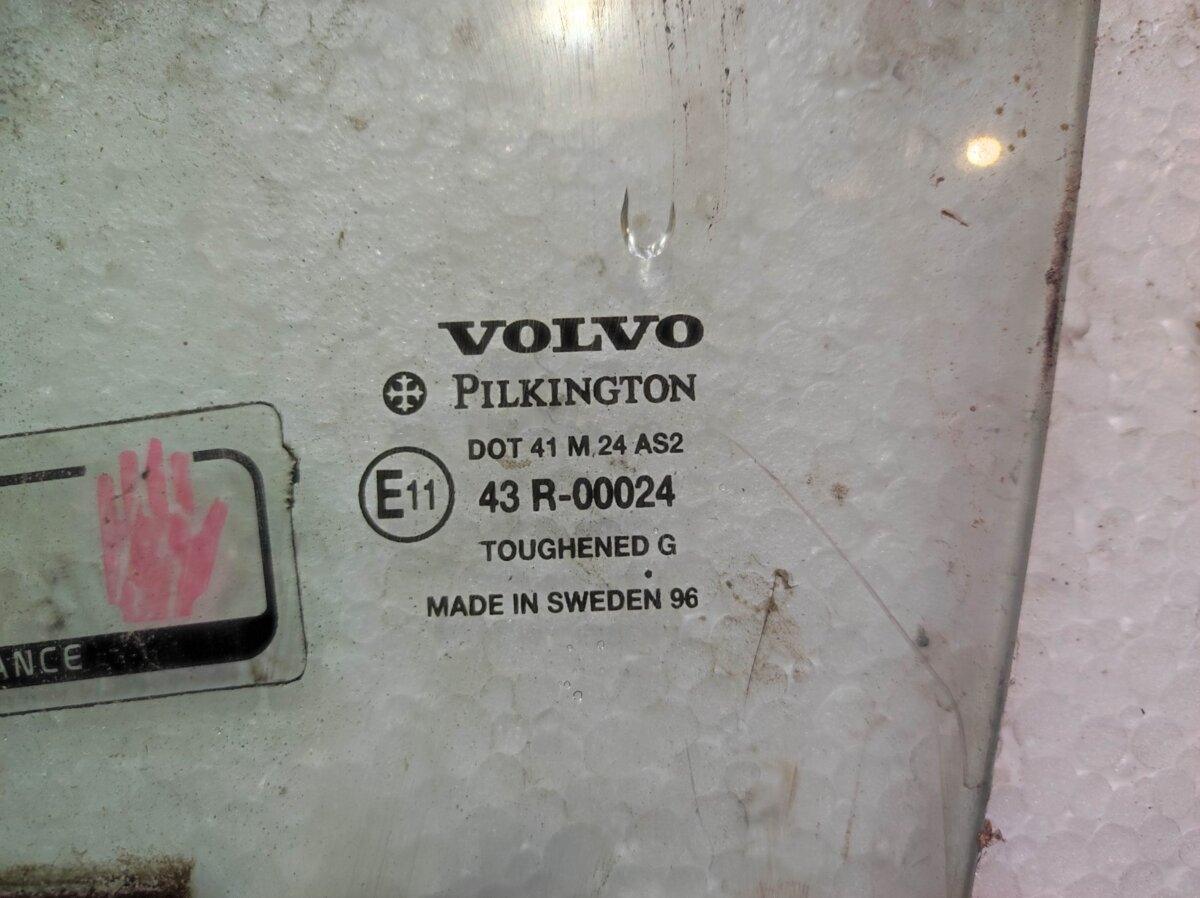 VOLVO
PILKINGTON
DOT 41 M 24 AS2
E11 43 R-00024
TOUGHENED G
MADE IN SWEDEN 96
ANCE